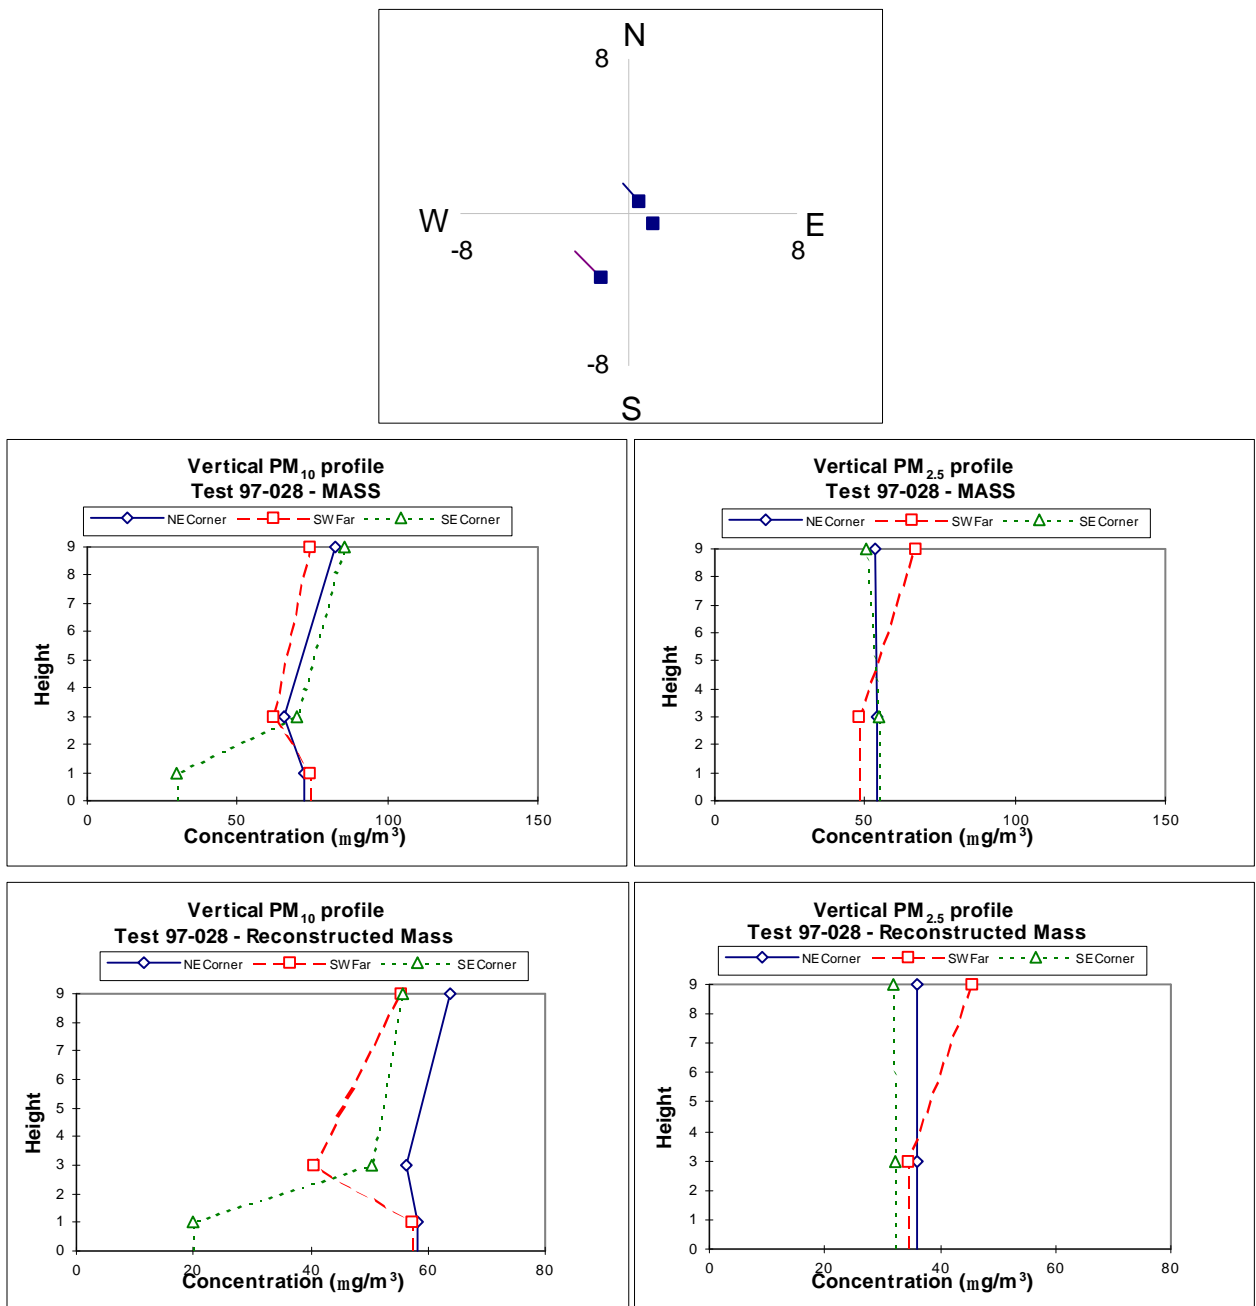 N
8
W
E
-8
8
-8
S
Vertical PM10 profile
Test 97-028 - MASS
NE Corner SW Far SE Corner
9
8
7
6
5
4
3
2
1
0
Height
0 50 100 150
Concentration (mg/m³)
Vertical PM2.5 profile
Test 97-028 - MASS
NE Corner SW Far SE Corner
9
8
7
6
5
4
3
2
1
0
Height
0 50 100 150
Concentration (mg/m³)
Vertical PM10 profile
Test 97-028 - Reconstructed Mass
NE Corner SW Far SE Corner
9
8
7
6
5
4
3
2
1
0
Height
0 20 40 60 80
Concentration (mg/m³)
Vertical PM2.5 profile
Test 97-028 - Reconstructed Mass
NE Corner SW Far SE Corner
9
8
7
6
5
4
3
2
1
0
Height
0 20 40 60 80
Concentration (mg/m³)